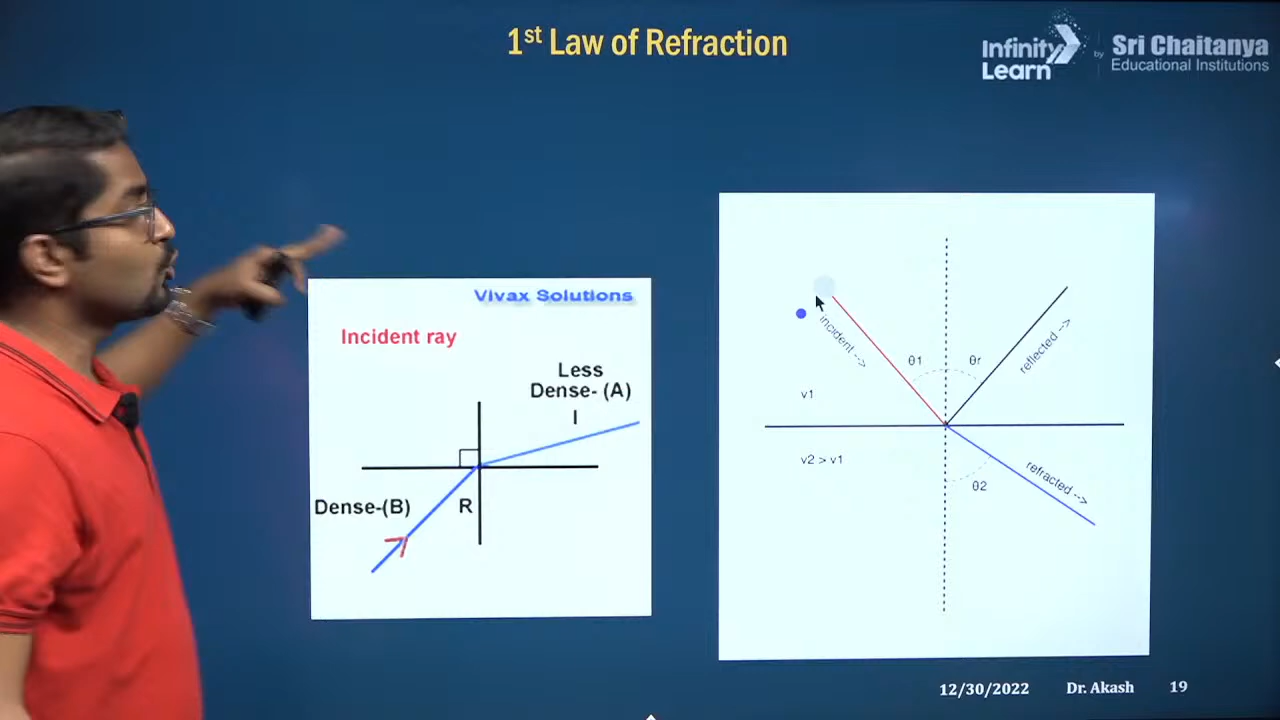 1st Law of Refraction
Infinity
Learn
by
Sri Chaitanya
Educational Institutions
Vivax Solutions
Incident ray
Less
Dense- (A)
I
Dense-(B)
R
incident -->
θ1
θr
reflected -->
v1
v2 > v1
θ2
refracted -->
12/30/2022
Dr. Akash
19